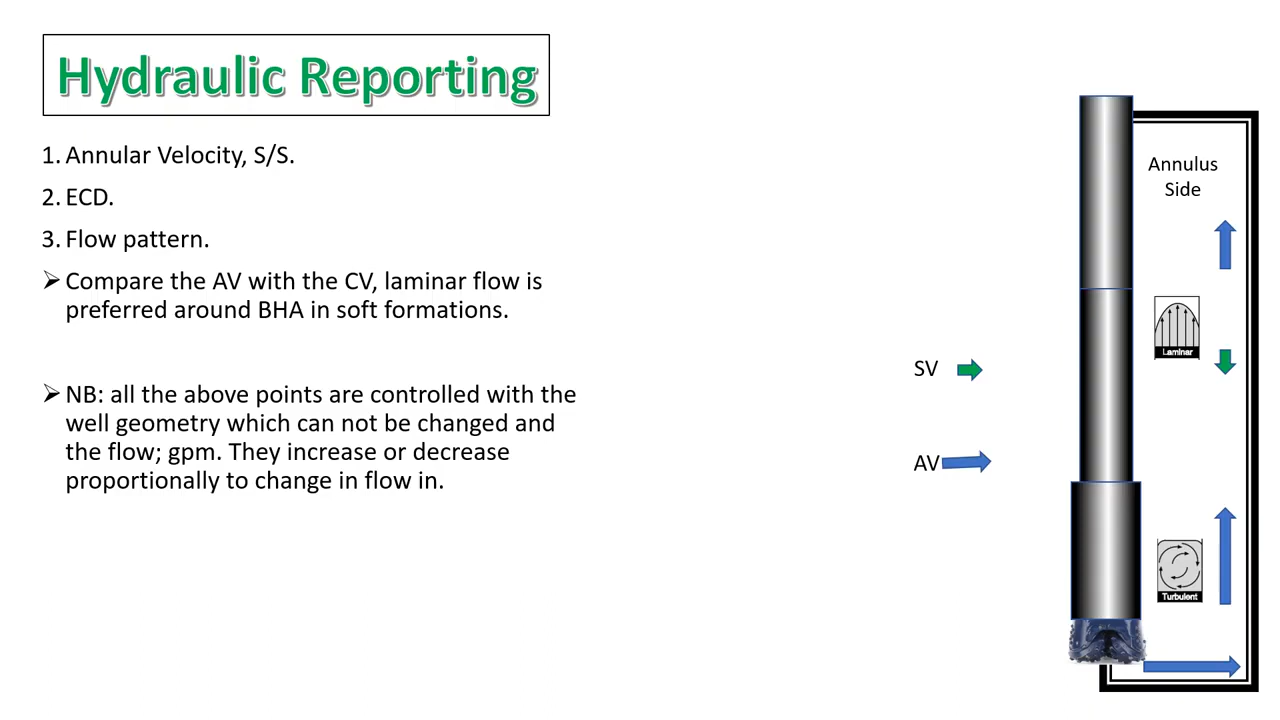 Hydraulic Reporting
1. Annular Velocity, S/S.
2. ECD.
3. Flow pattern.
➢ Compare the AV with the CV, laminar flow is
preferred around BHA in soft formations.
➢ NB: all the above points are controlled with the
well geometry which can not be changed and
the flow; gpm. They increase or decrease
proportionally to change in flow in.
SV
AV
Annulus
Side
Laminar
Turbulent